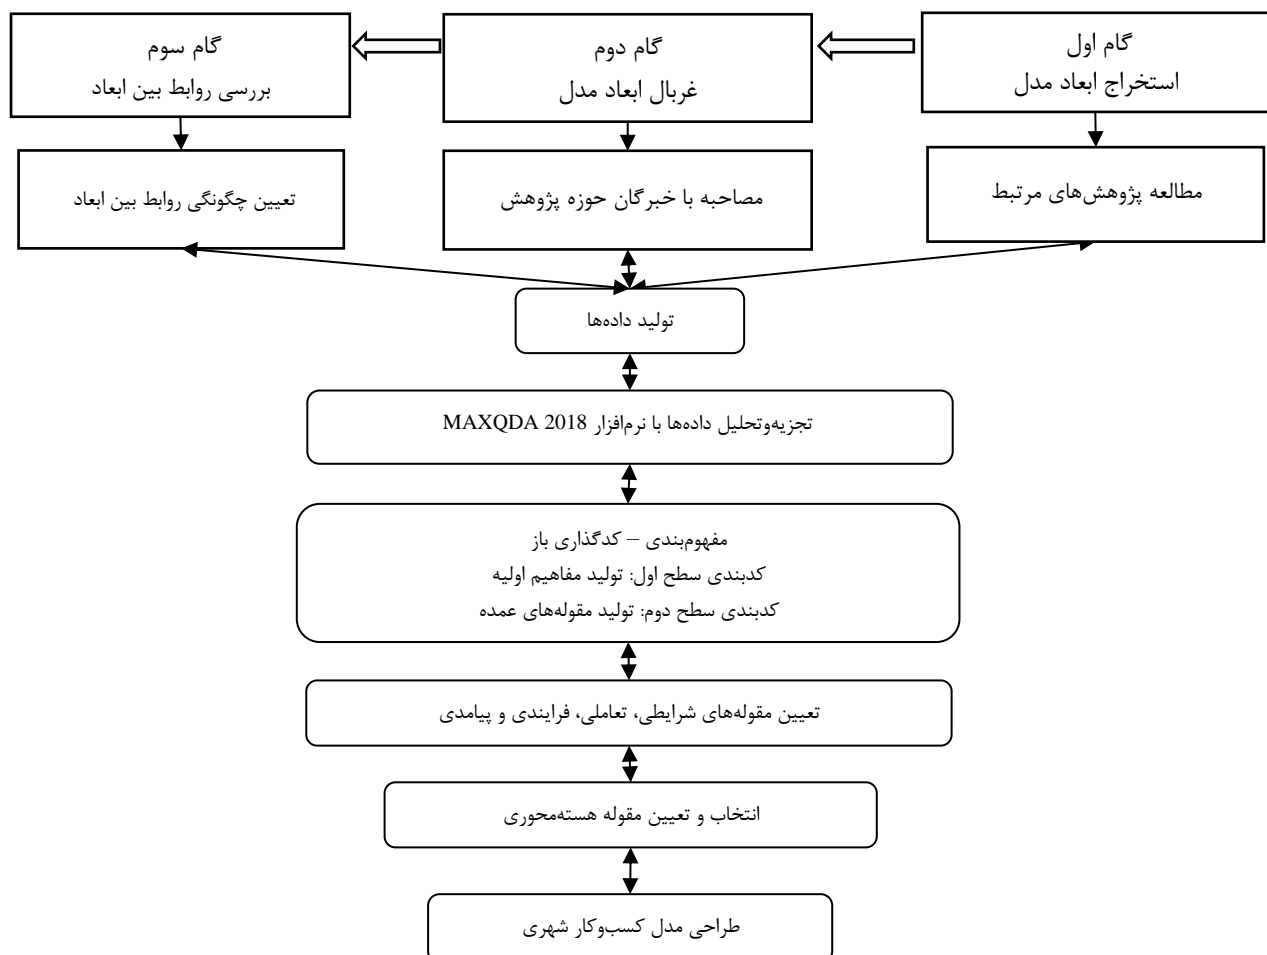 گام اول
استخراج ابعاد مدل
گام دوم
غربال ابعاد مدل
گام سوم
بررسی روابط بین ابعاد
مطالعه پژوهش‌های مرتبط
مصاحبه با خبرگان حوزه پژوهش
تعیین چگونگی روابط بین ابعاد
تولید داده‌ها
تجزیه‌وتحلیل داده‌ها با نرم‌افزار MAXQDA 2018
مفهوم‌بندی – کدگذاری باز
کدبندی سطح اول: تولید مفاهیم اولیه
کدبندی سطح دوم: تولید مقوله‌های عمده
تعیین مقوله‌های شرایطی، تعاملی، فرایندی و پیامدی
انتخاب و تعیین مقوله هسته‌محوری
طراحی مدل کسب‌وکار شهری